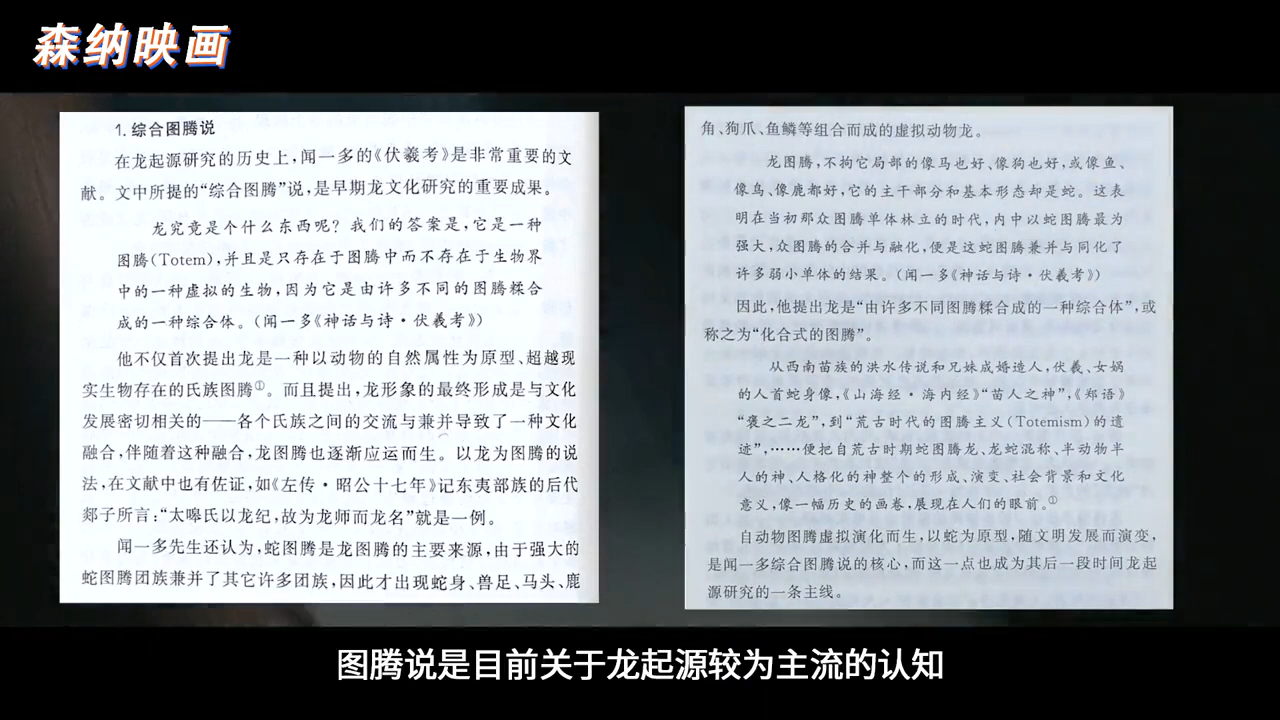 森纳映画
1.综合图腾说
在龙起源研究的历史上,闻一多的《伏羲考》是非常重要的文
献。文中所提的“综合图腾”说,是早期龙文化研究的重要成果。
龙究竟是个什么东西呢?我们的答案是,它是一种
图腾(Totem),并且是只存在于图腾中而不存在于生物界
中的一种虚拟的生物,因为它是由许多不同的图腾糅合
成的一种综合体。(闻一多《神话与诗·伏羲考》)
他不仅首次提出龙是一种以动物的自然属性为原型、超越现
实生物存在的氏族图腾①。而且提出,龙形象的最终形成是与文化
发展密切相关的——各个氏族之间的交流与兼并导致了一种文化
融合,伴随着这种融合,龙图腾也逐渐应运而生。以龙为图腾的说
法,在文献中也有佐证,如《左传·昭公十七年》记东夷部族的后代
郯子所言:“太皞氏以龙纪,故为龙师而龙名”就是一例。
闻一多先生还认为,蛇图腾是龙图腾的主要来源,由于强大的
蛇图腾团族兼并了其它许多团族,因此才出现蛇身、兽足、马头、鹿
角、狗爪、鱼鳞等组合而成的虚拟动物龙。
龙图腾,不拘它局部的像马也好、像狗也好,或像鱼、
像鸟、像鹿都好,它的主干部分和基本形态却是蛇。这表
明在当初那众图腾单体林立的时代,内中以蛇图腾最为
强大,众图腾的合并与融化,便是这蛇图腾兼并与同化了
许多弱小单体的结果。(闻一多《神话与诗·伏羲考》)
因此,他提出龙是“由许多不同图腾糅合成的一种综合体”,或
称之为“化合式的图腾”。
从西南苗族的洪水传说和兄妹成婚造人,伏羲、女娲
的人首蛇身像,《山海经·海内经》“苗人之神”,《郑语》
“褒之二龙”,到“荒古时代的图腾主义(Totemism)的遗
迹”,……便把自荒古时期蛇图腾龙、龙蛇混称、半动物半
人的神、人格化的神整个的形成、演变、社会背景和文化
意义,像一幅历史的画卷,展现在人们的眼前。①
自动物图腾虚拟演化而生,以蛇为原型,随文明发展而演变,
是闻一多综合图腾说的核心,而这一点也成为其后一段时间龙起
源研究的一条主线。
图腾说是目前关于龙起源较为主流的认知